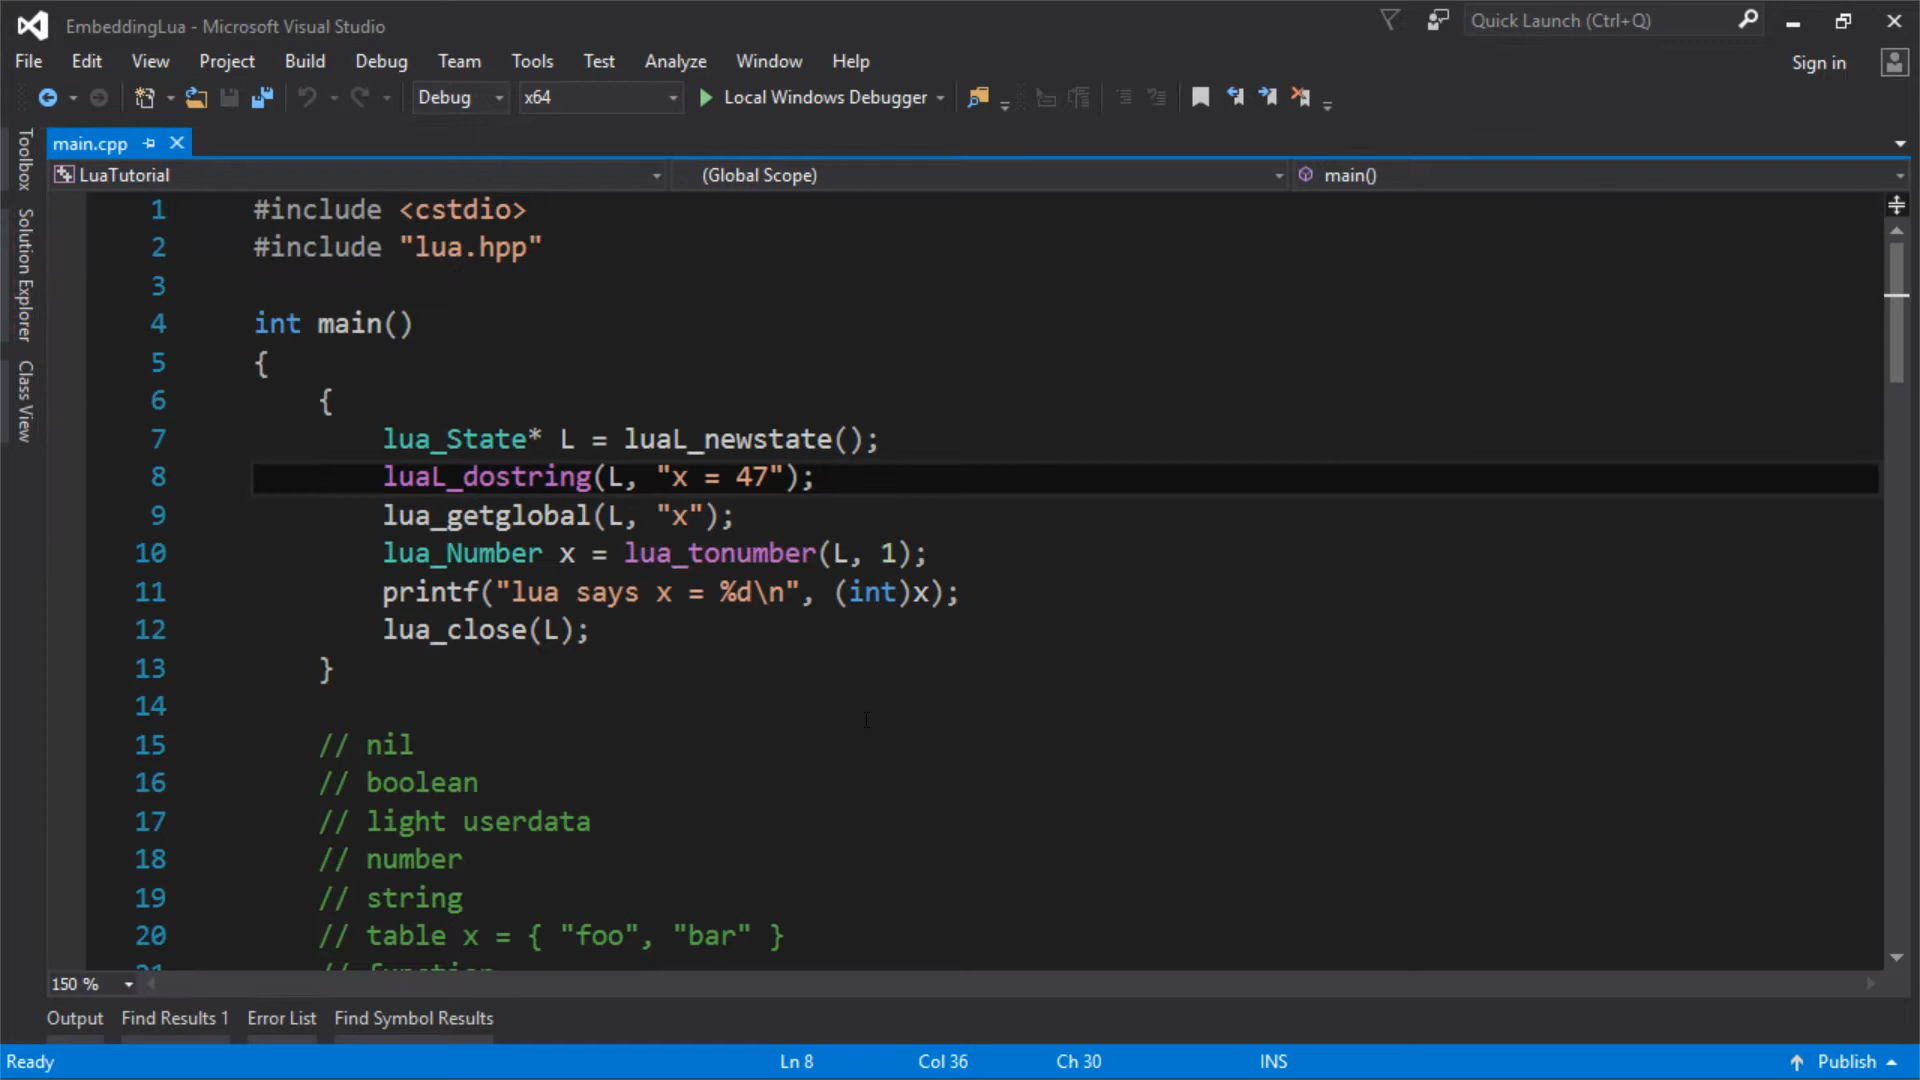 EmbeddingLua - Microsoft Visual Studio
Quick Launch (Ctrl+Q)
File Edit View Project Build Debug Team Tools Test Analyze Window Help
Sign in
Debug x64 Local Windows Debugger
Toolbox
Solution Explorer
Class View
main.cpp
LuaTutorial (Global Scope) main()
1 #include <cstdio>
2 #include "lua.hpp"
3
4 int main()
5 {
6 {
7 lua_State* L = luaL_newstate();
8 luaL_dostring(L, "x = 47");
9 lua_getglobal(L, "x");
10 lua_Number x = lua_tonumber(L, 1);
11 printf("lua says x = %d\n", (int)x);
12 lua_close(L);
13 }
14
15 // nil
16 // boolean
17 // light userdata
18 // number
19 // string
20 // table x = { "foo", "bar" }
21 // function
150 %
Output Find Results 1 Error List Find Symbol Results
Ready Ln 8 Col 36 Ch 30 INS Publish